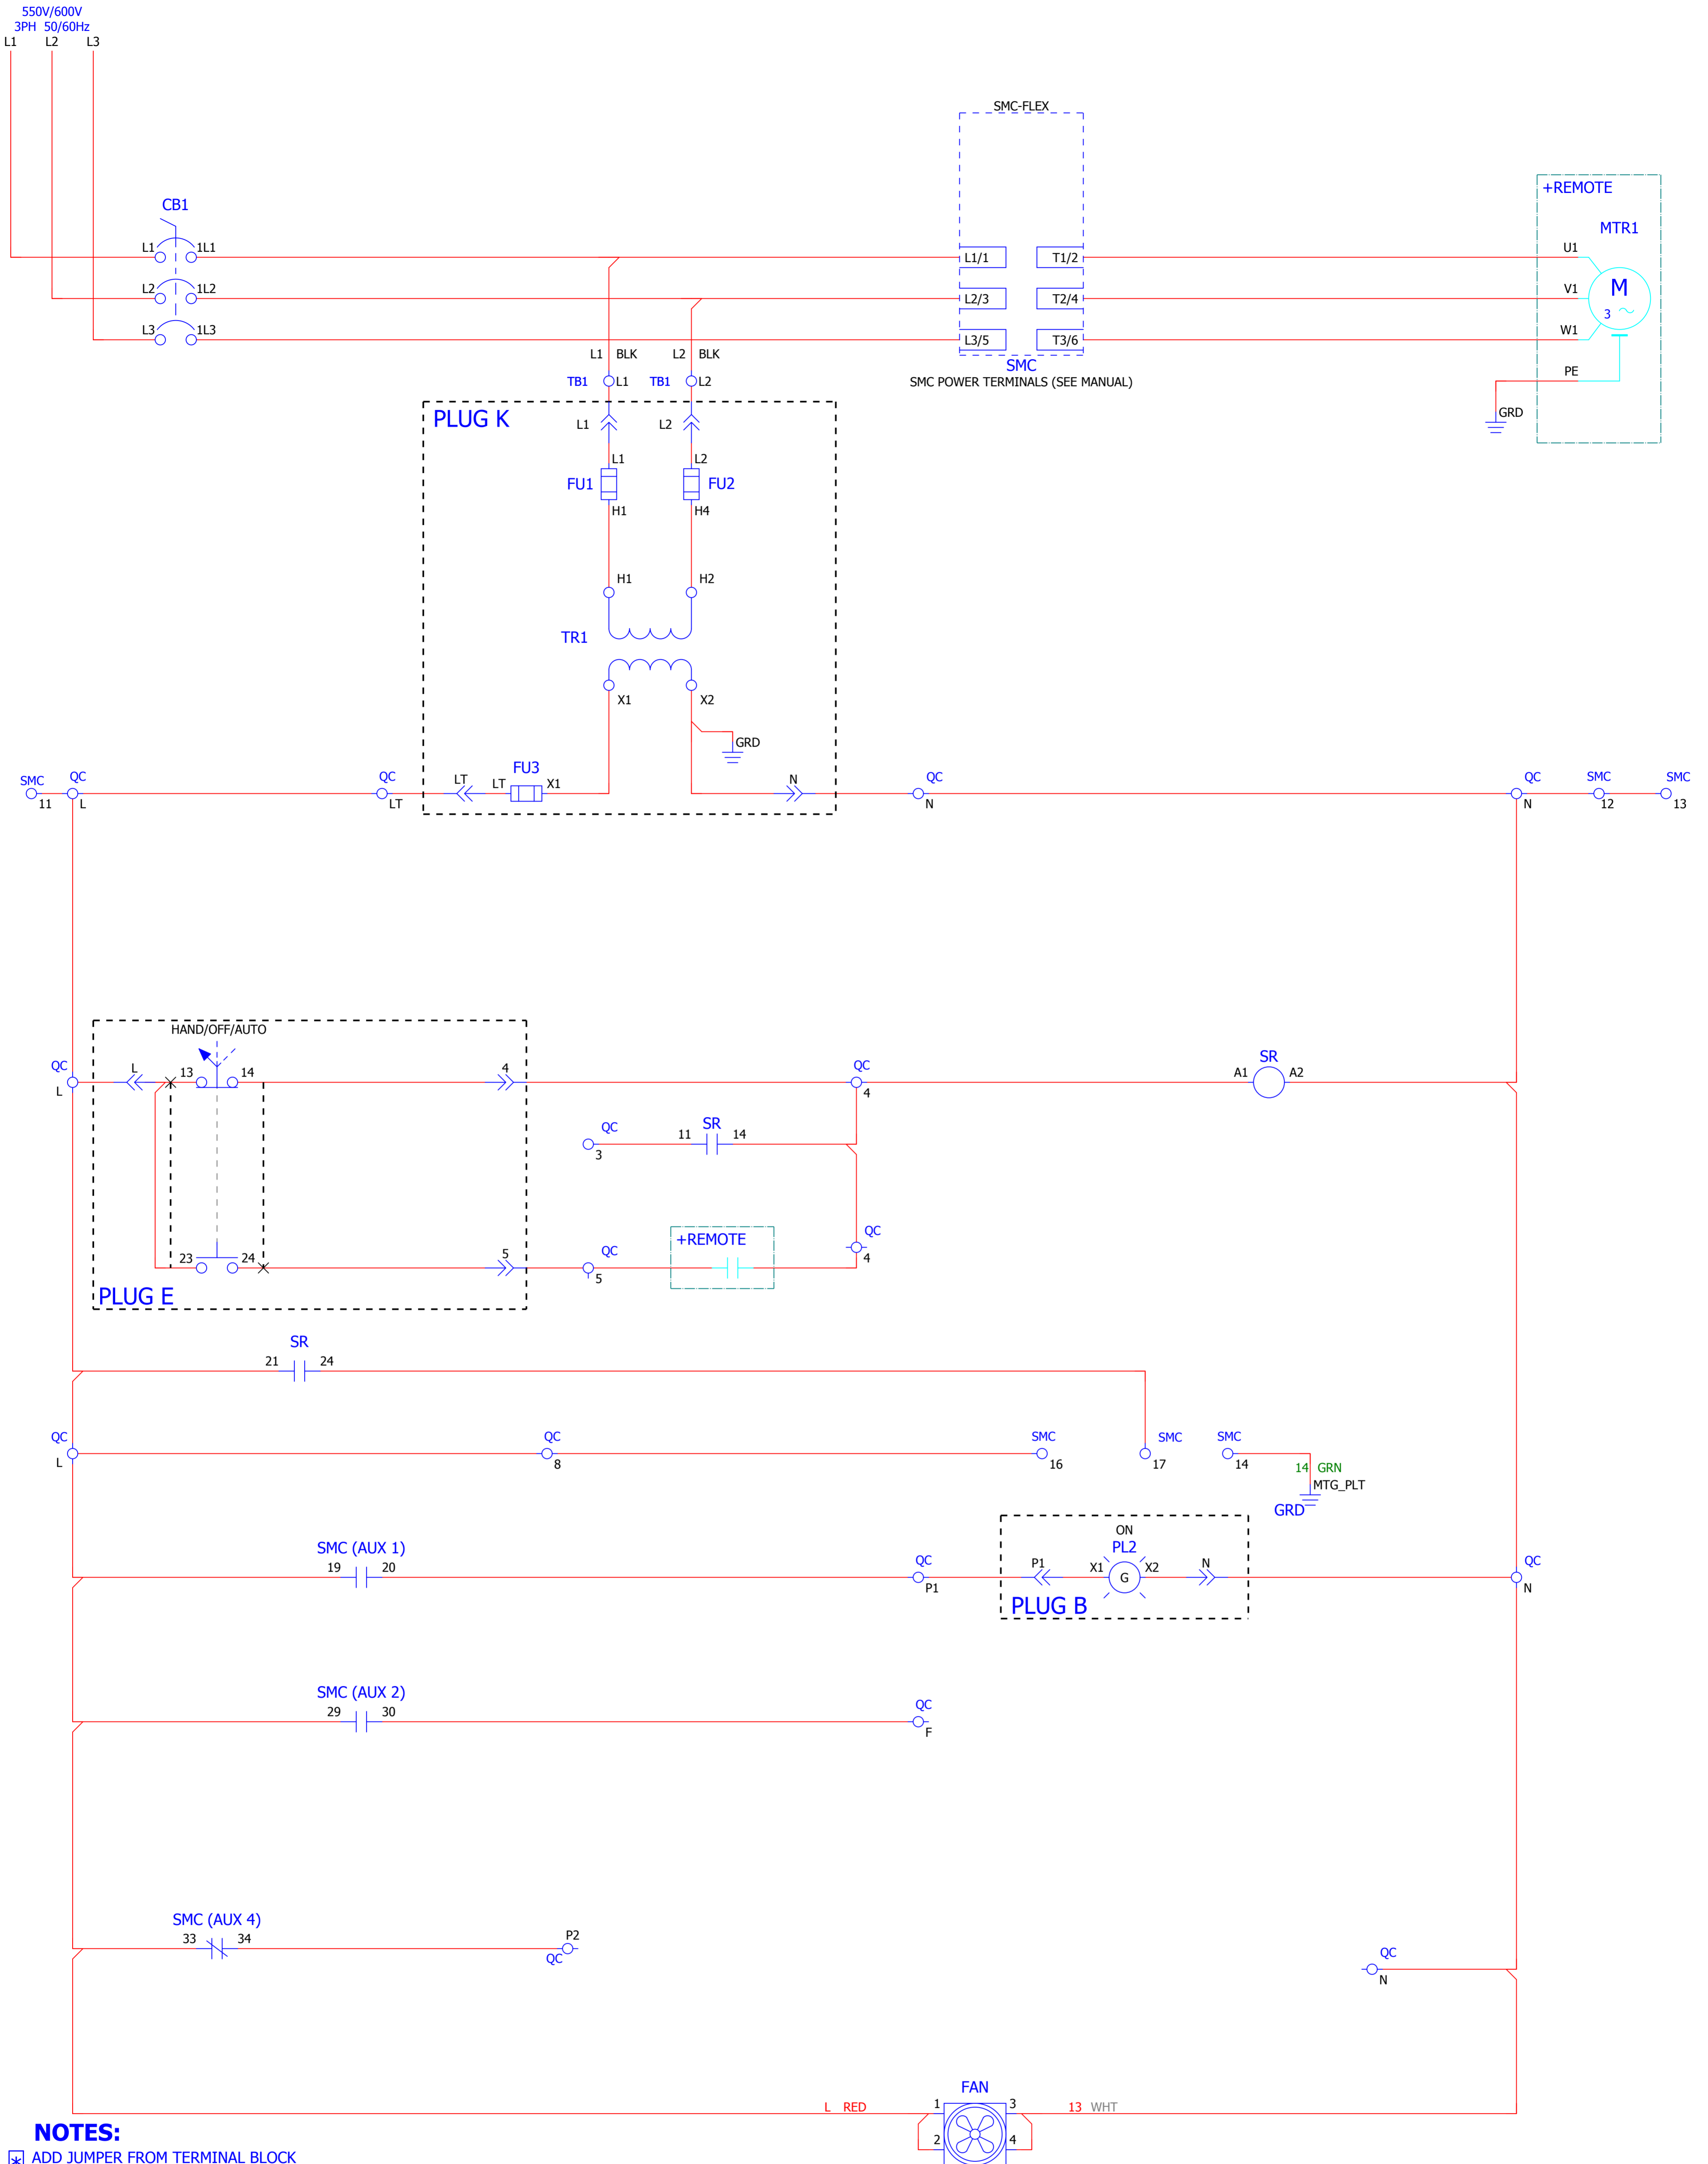 550V/600V
3PH 50/60Hz
L1 L2 L3
SMC-FLEX
+REMOTE
CB1
MTR1
L1 1L1 L1/1 T1/2 U1
L2 1L2 L2/3 T2/4 V1
M
3
L3 1L3 L3/5 T3/6 W1
L1 BLK L2 BLK
SMC
SMC POWER TERMINALS (SEE MANUAL)
PE
TB1 L1 TB1 L2
GRD
PLUG K
L1 L2
L1 L2
FU1 FU2
H1 H4
H1 H2
TR1
X1 X2
GRD
SMC QC QC LT LT FU3 X1 N QC QC SMC SMC
11 L LT N N 12 13
HAND/OFF/AUTO
QC L 13 14 4 QC SR
A1 A2
L 4
QC 11 SR 14
3
+REMOTE
QC QC
23 24 5 4
5
PLUG E
SR
21 24
QC QC SMC SMC SMC
L 8 16 17 14
14 GRN
MTG_PLT
GRD
ON
SMC (AUX 1) PL2
19 20 QC P1 X1 G X2 N QC
P1 N
PLUG B
SMC (AUX 2)
29 30 QC
F
SMC (AUX 4)
33 34 P2
QC
QC
N
FAN
L RED 1 3 13 WHT
2 4
NOTES:
* ADD JUMPER FROM TERMINAL BLOCK